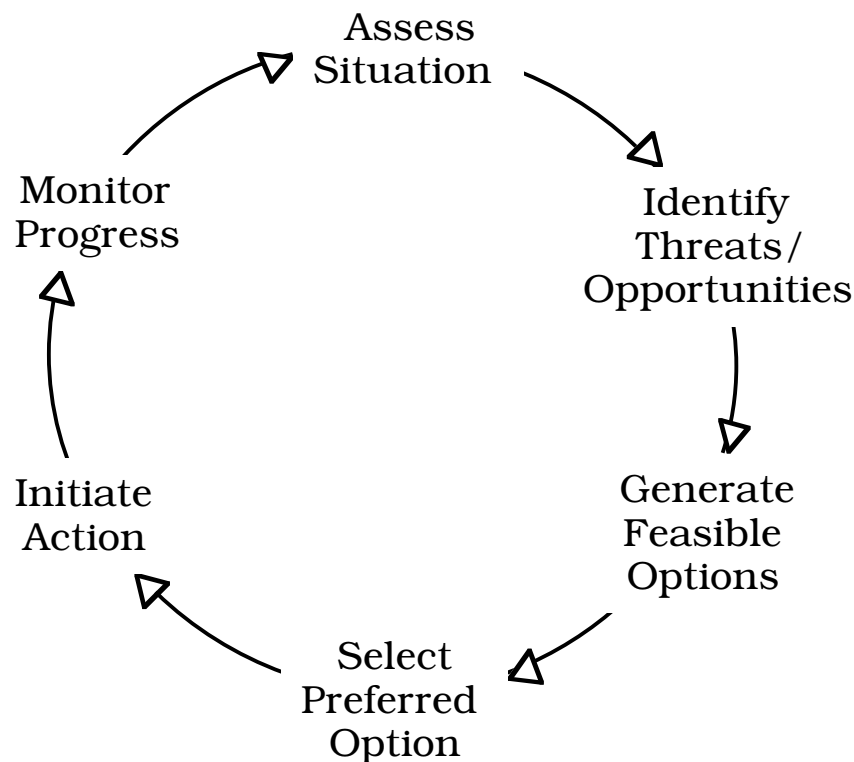 Assess
Situation
Identify
Threats/
Opportunities
Generate
Feasible
Options
Select
Preferred
Option
Initiate
Action
Monitor
Progress